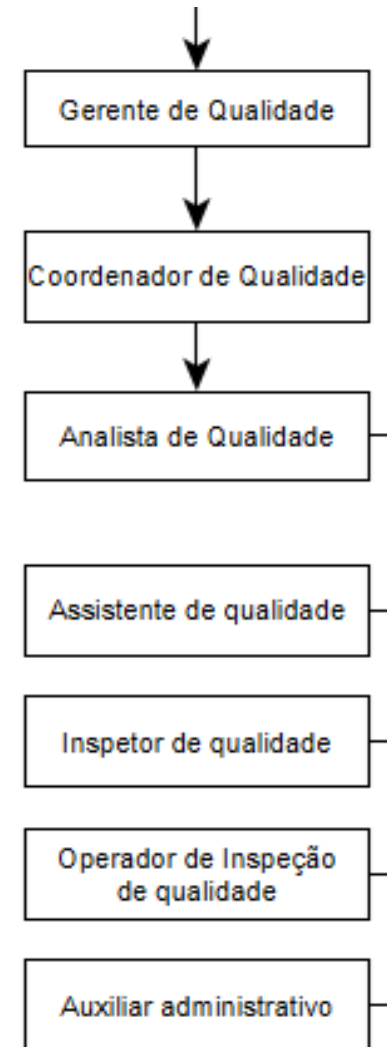 Gerente de Qualidade
Coordenador de Qualidade
Analista de Qualidade
Assistente de qualidade
Inspetor de qualidade
Operador de Inspeção
de qualidade
Auxiliar administrativo